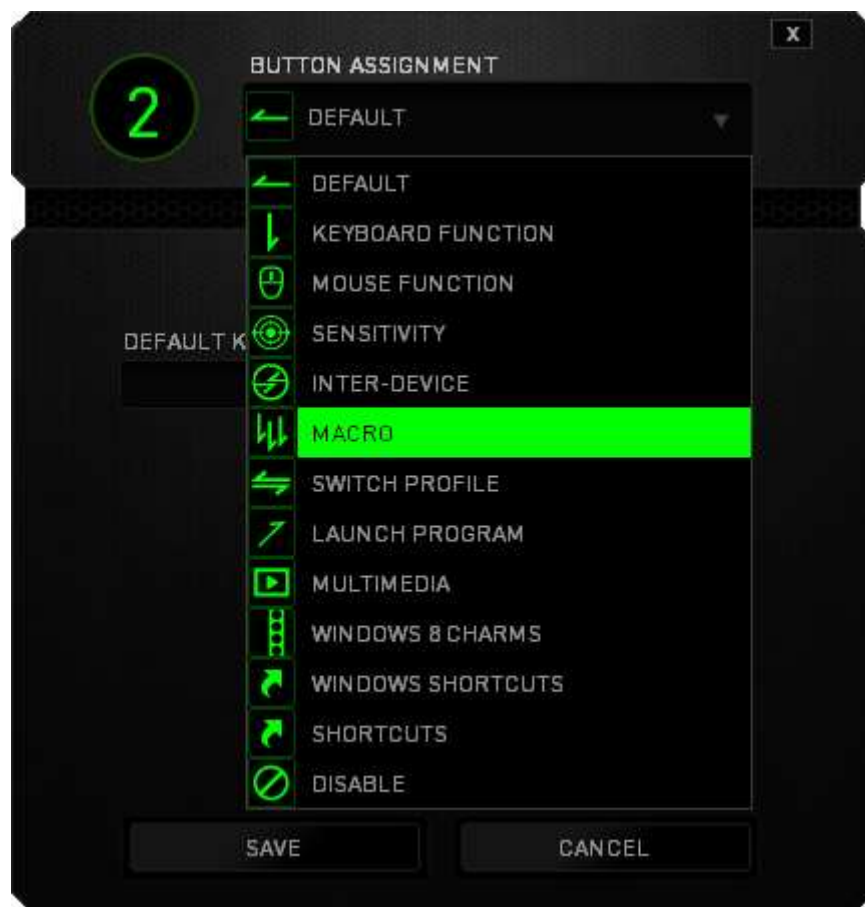 X
BUTTON ASSIGNMENT
2
DEFAULT
DEFAULT
KEYBOARD FUNCTION
MOUSE FUNCTION
SENSITIVITY
DEFAULT K
INTER-DEVICE
MACRO
SWITCH PROFILE
LAUNCH PROGRAM
MULTIMEDIA
WINDOWS 8 CHARMS
WINDOWS SHORTCUTS
SHORTCUTS
DISABLE
SAVE
CANCEL